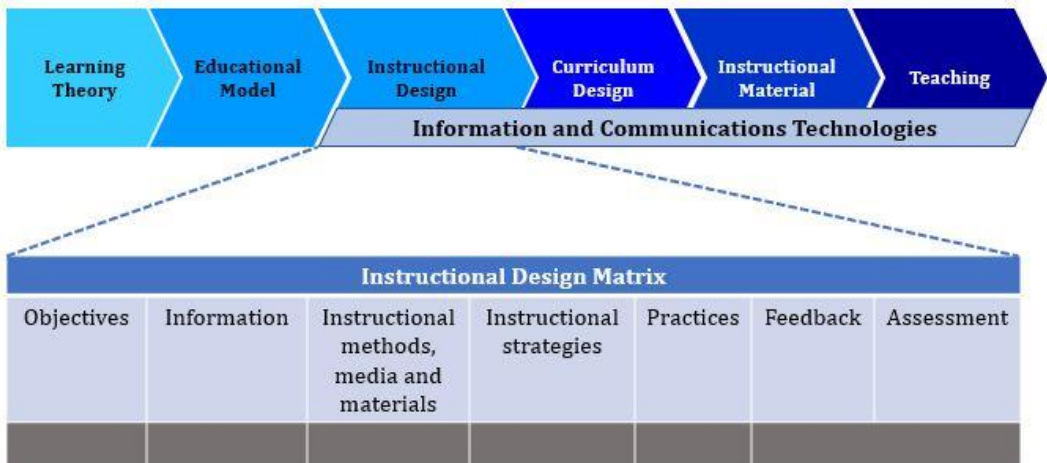 Learning
Theory
Educational
Model
Instructional
Design
Curriculum
Design
Instructional
Material
Teaching
Information and Communications Technologies
Instructional Design Matrix
Objectives
Information
Instructional
methods,
media and
materials
Instructional
strategies
Practices
Feedback
Assessment